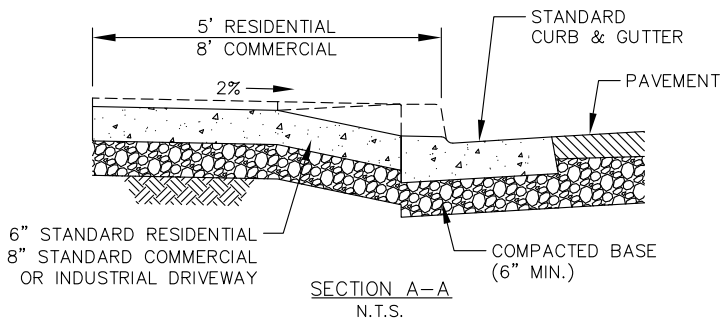 5' RESIDENTIAL
8' COMMERCIAL
STANDARD
CURB & GUTTER
2%
PAVEMENT
6" STANDARD RESIDENTIAL
8" STANDARD COMMERCIAL
OR INDUSTRIAL DRIVEWAY
COMPACTED BASE
(6" MIN.)
SECTION A-A
N.T.S.